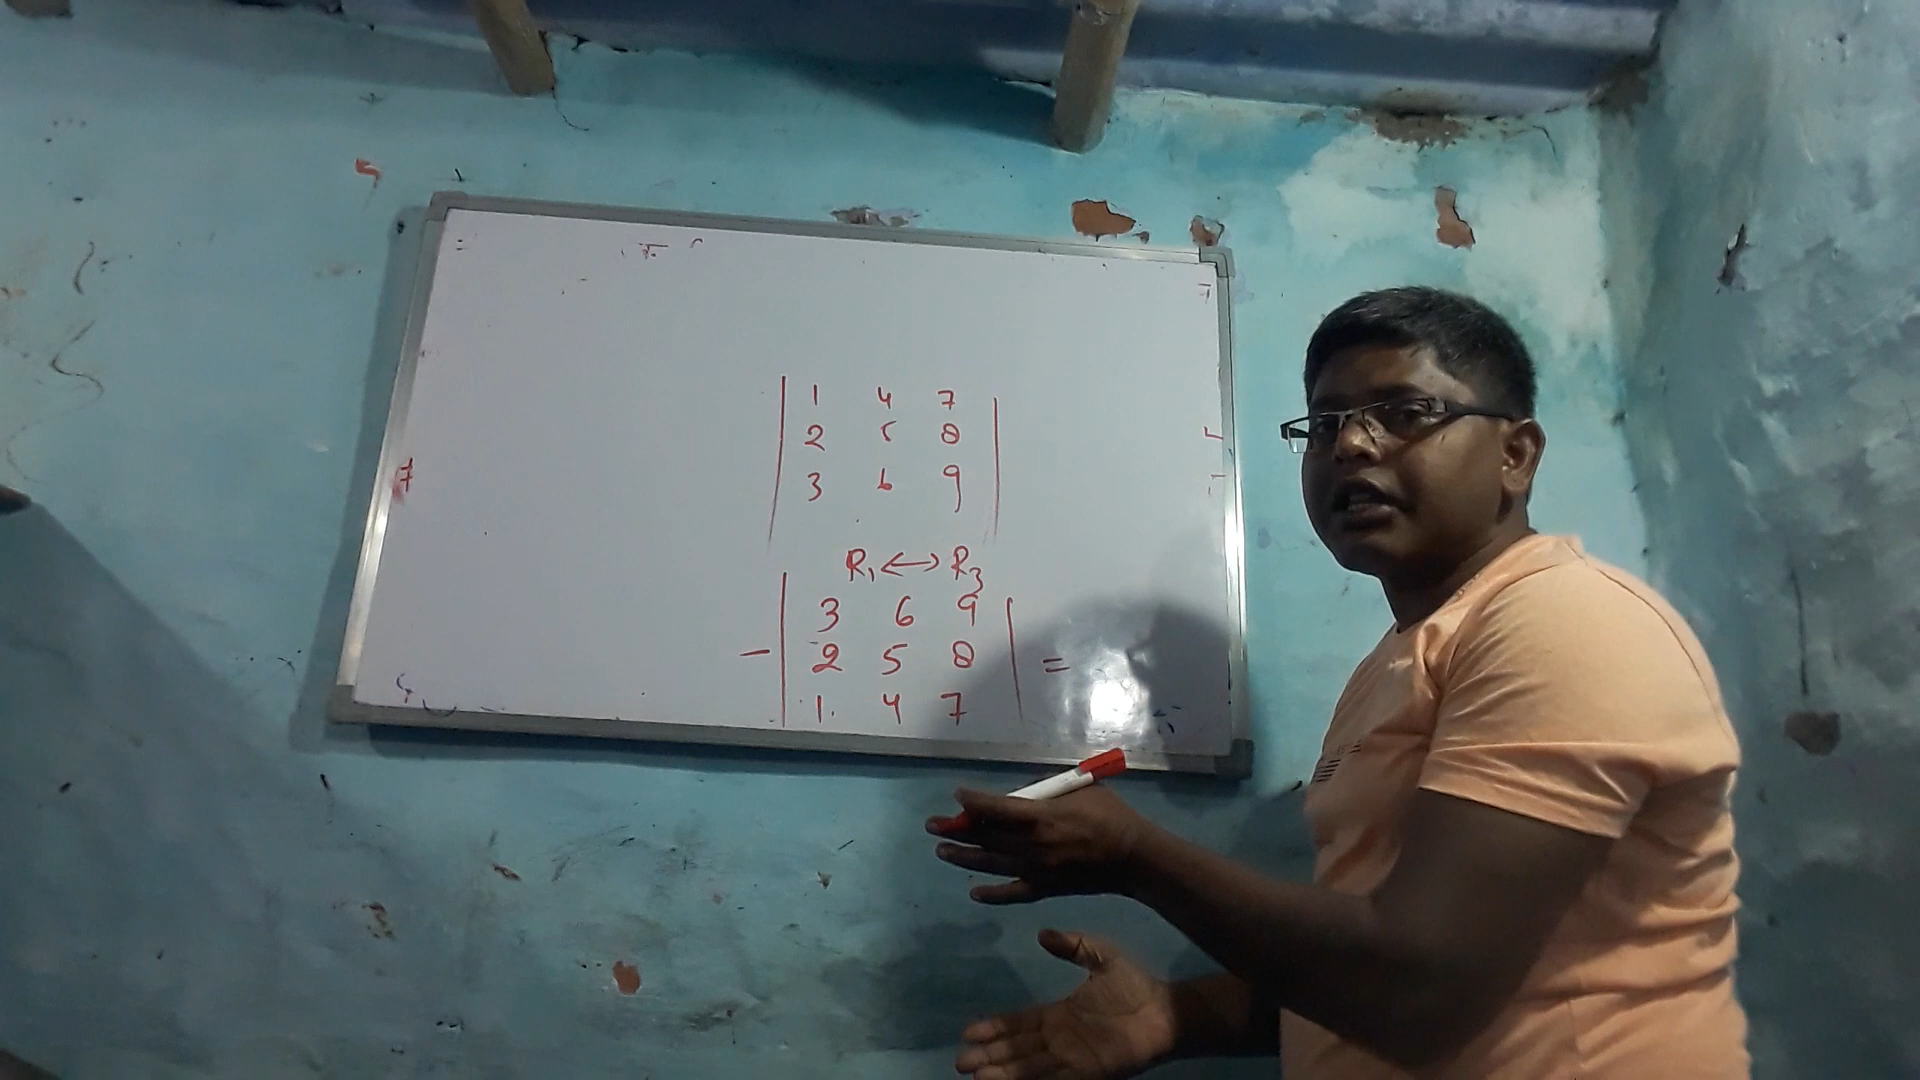 | 1 4 7 |
| 2 5 8 |
| 3 6 9 |
R₁ ↔ R₃
| 3 6 9 |
- | 2 5 8 | =
| 1 4 7 |